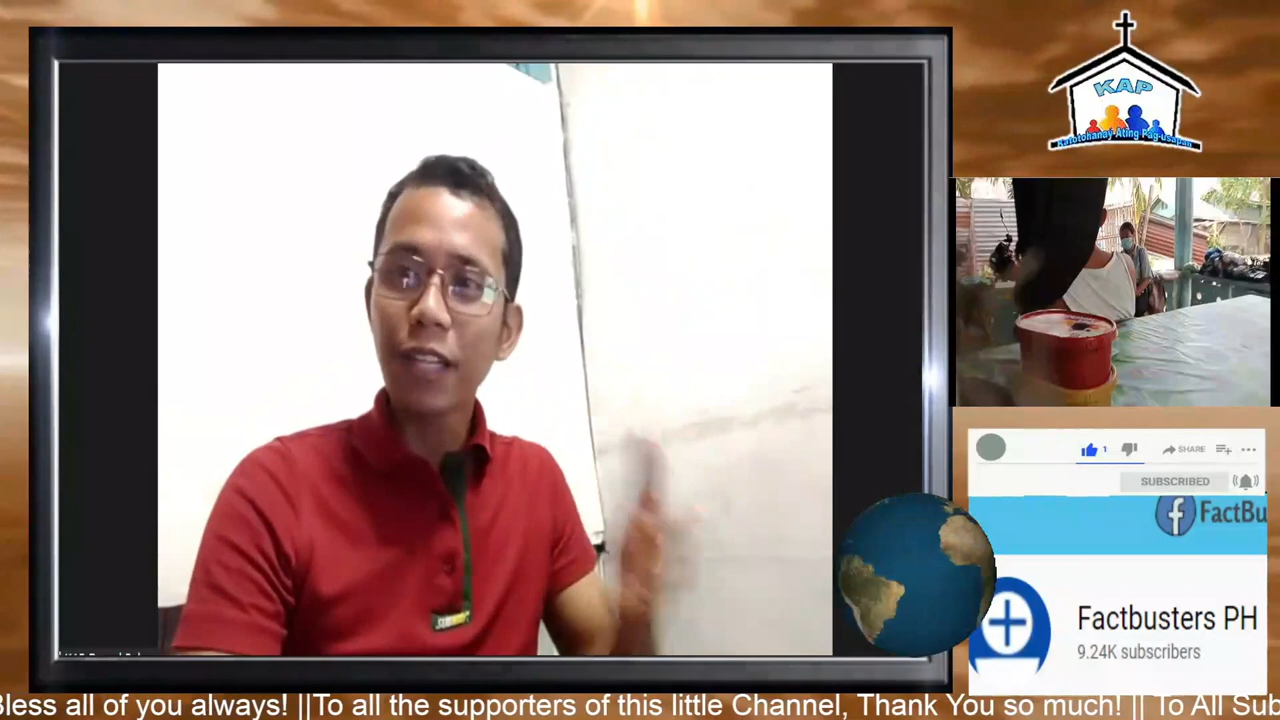 KAP
Katotohanay Ating Pag-usapan
1
SHARE
SUBSCRIBED
FactBu
Factbusters PH
9.24K subscribers
Bless all of you always! ||To all the supporters of this little Channel, Thank You so much! || To All Sub